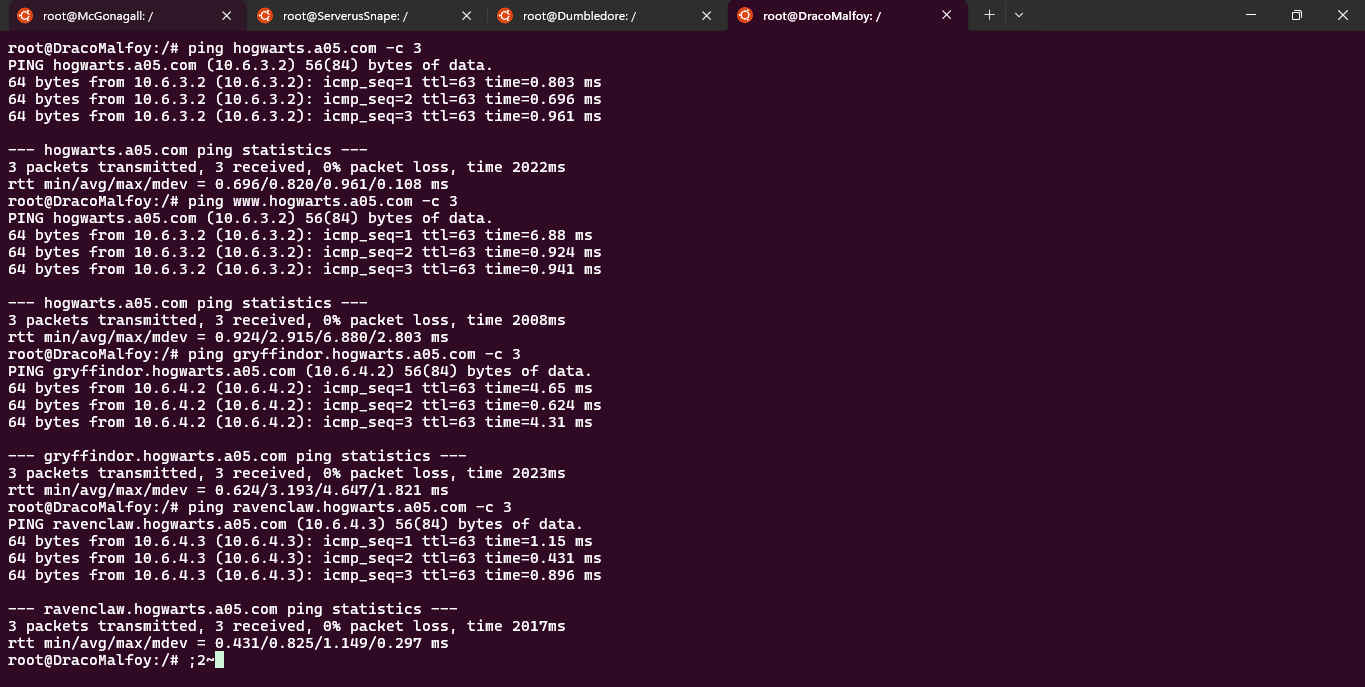 root@McGonagall: /
root@ServerusSnape: /
root@Dumbledore: /
root@DracoMalfoy: /
root@DracoMalfoy:/# ping hogwarts.a05.com -c 3
PING hogwarts.a05.com (10.6.3.2) 56(84) bytes of data.
64 bytes from 10.6.3.2 (10.6.3.2): icmp_seq=1 ttl=63 time=0.803 ms
64 bytes from 10.6.3.2 (10.6.3.2): icmp_seq=2 ttl=63 time=0.696 ms
64 bytes from 10.6.3.2 (10.6.3.2): icmp_seq=3 ttl=63 time=0.961 ms
--- hogwarts.a05.com ping statistics ---
3 packets transmitted, 3 received, 0% packet loss, time 2022ms
rtt min/avg/max/mdev = 0.696/0.820/0.961/0.108 ms
root@DracoMalfoy:/# ping www.hogwarts.a05.com -c 3
PING hogwarts.a05.com (10.6.3.2) 56(84) bytes of data.
64 bytes from 10.6.3.2 (10.6.3.2): icmp_seq=1 ttl=63 time=6.88 ms
64 bytes from 10.6.3.2 (10.6.3.2): icmp_seq=2 ttl=63 time=0.924 ms
64 bytes from 10.6.3.2 (10.6.3.2): icmp_seq=3 ttl=63 time=0.941 ms
--- hogwarts.a05.com ping statistics ---
3 packets transmitted, 3 received, 0% packet loss, time 2008ms
rtt min/avg/max/mdev = 0.924/2.915/6.880/2.803 ms
root@DracoMalfoy:/# ping gryffindor.hogwarts.a05.com -c 3
PING gryffindor.hogwarts.a05.com (10.6.4.2) 56(84) bytes of data.
64 bytes from 10.6.4.2 (10.6.4.2): icmp_seq=1 ttl=63 time=4.65 ms
64 bytes from 10.6.4.2 (10.6.4.2): icmp_seq=2 ttl=63 time=0.624 ms
64 bytes from 10.6.4.2 (10.6.4.2): icmp_seq=3 ttl=63 time=4.31 ms
--- gryffindor.hogwarts.a05.com ping statistics ---
3 packets transmitted, 3 received, 0% packet loss, time 2023ms
rtt min/avg/max/mdev = 0.624/3.193/4.647/1.821 ms
root@DracoMalfoy:/# ping ravenclaw.hogwarts.a05.com -c 3
PING ravenclaw.hogwarts.a05.com (10.6.4.3) 56(84) bytes of data.
64 bytes from 10.6.4.3 (10.6.4.3): icmp_seq=1 ttl=63 time=1.15 ms
64 bytes from 10.6.4.3 (10.6.4.3): icmp_seq=2 ttl=63 time=0.431 ms
64 bytes from 10.6.4.3 (10.6.4.3): icmp_seq=3 ttl=63 time=0.896 ms
--- ravenclaw.hogwarts.a05.com ping statistics ---
3 packets transmitted, 3 received, 0% packet loss, time 2017ms
rtt min/avg/max/mdev = 0.431/0.825/1.149/0.297 ms
root@DracoMalfoy:/# ;2~